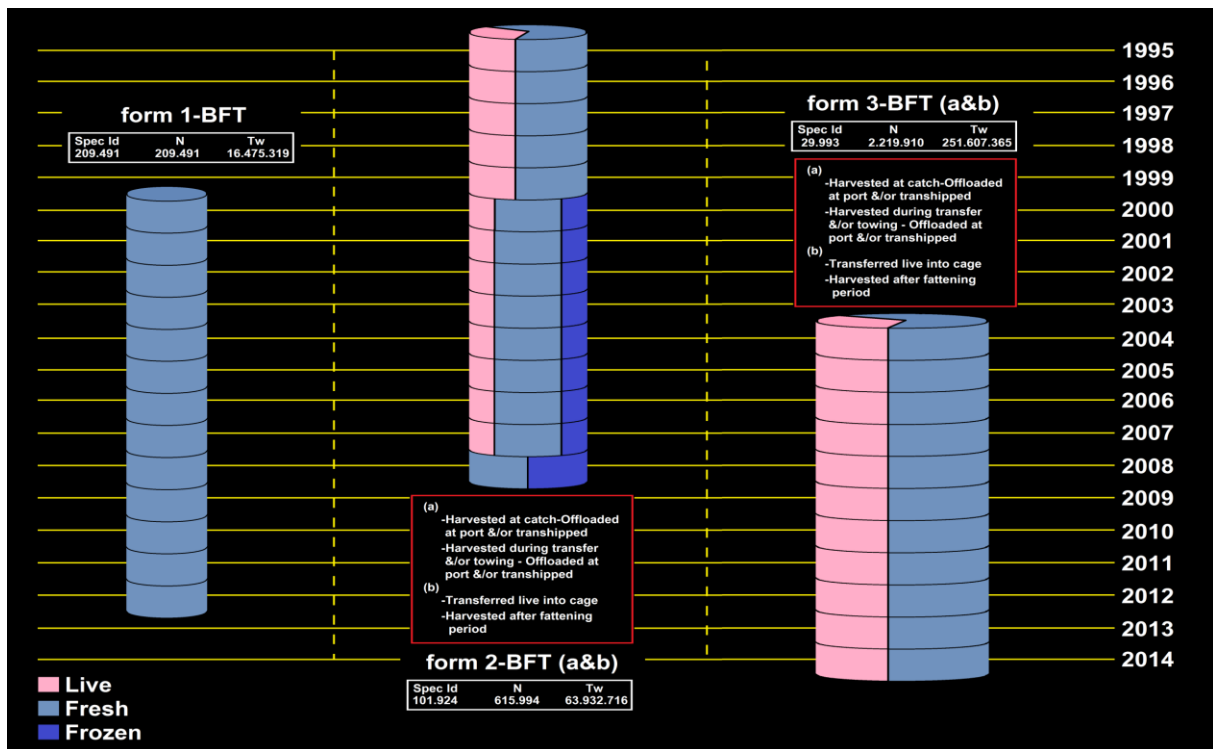 form 1-BFT
Spec Id N Tw
209.491 209.491 16.475.319
form 3-BFT (a&b)
Spec Id N Tw
29.993 2.219.910 251.607.365
(a)
-Harvested at catch-Offloaded
at port &/or transhipped
-Harvested during transfer
&/or towing - Offloaded at
port &/or transhipped
(b)
-Transferred live into cage
-Harvested after fattening
period
1995
1996
1997
1998
1999
2000
2001
2002
2003
2004
2005
2006
2007
2008
2009
2010
2011
2012
2013
2014
(a)
-Harvested at catch-Offloaded
at port &/or transhipped
-Harvested during transfer
&/or towing - Offloaded at
port &/or transhipped
(b)
-Transferred live into cage
-Harvested after fattening
period
form 2-BFT (a&b)
Spec Id N Tw
101.924 615.994 63.932.716
Live
Fresh
Frozen